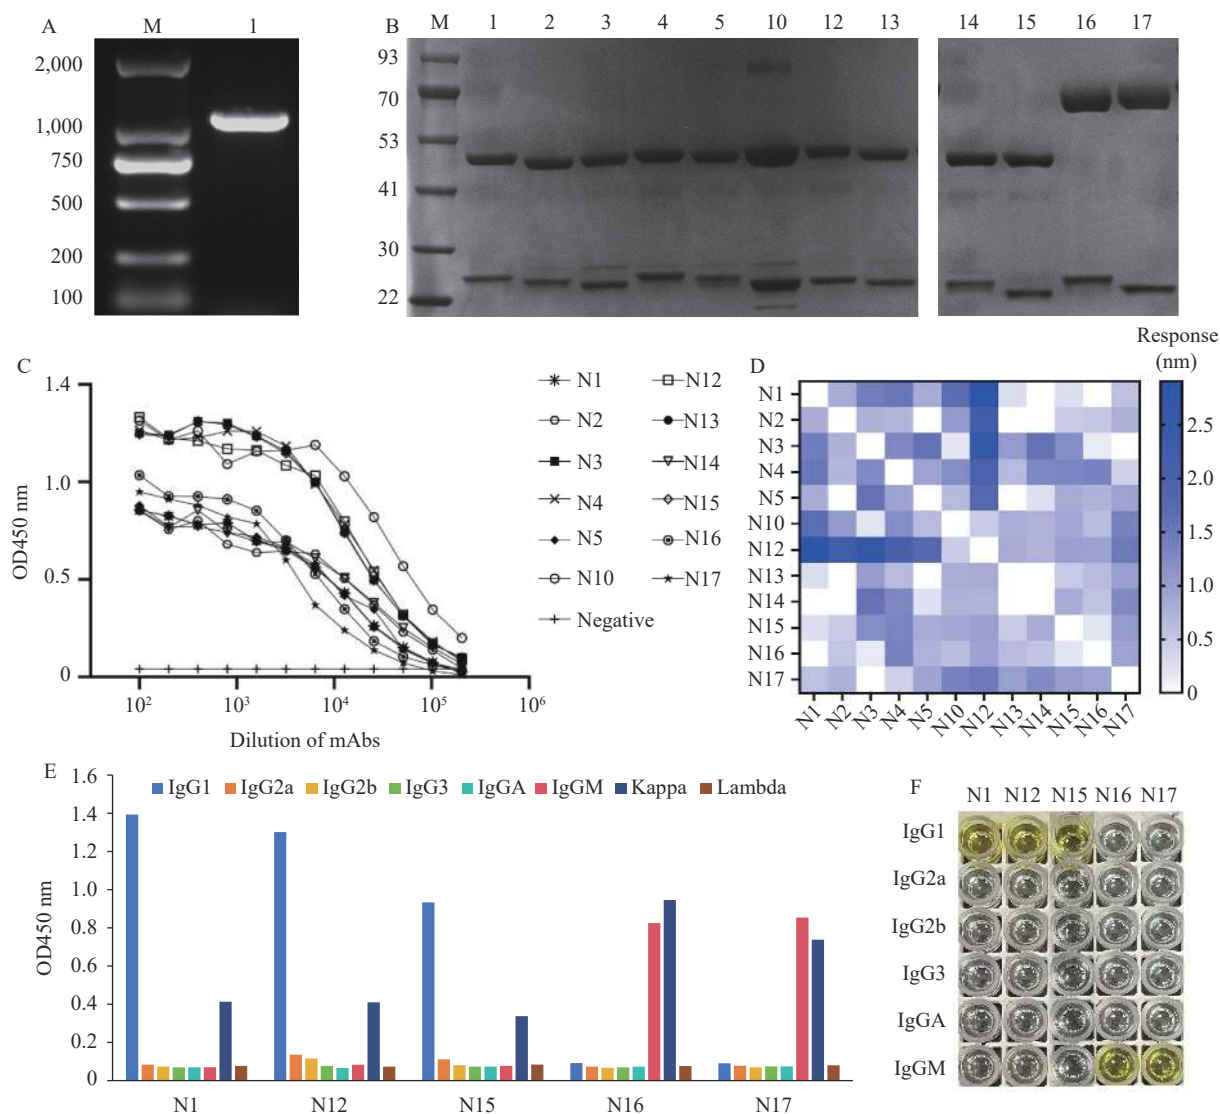 A
M 1
2,000
1,000
750
500
200
100
B
M 1 2 3 4 5 10 12 13 14 15 16 17
93
70
53
41
30
22
C
1.4
1.0
0.5
0
OD450 nm
10² 10³ 10⁴ 10⁵ 10⁶
Dilution of mAbs
N1 N12
N2 N13
N3 N14
N4 N15
N5 N16
N10 N17
Negative
D
Response
(nm)
N1
N2
N3
N4
N5
N10
N12
N13
N14
N15
N16
N17
N1 N2 N3 N4 N5 N10 N12 N13 N14 N15 N16 N17
2.5
2.0
1.5
1.0
0.5
0
E
IgG1 IgG2a IgG2b IgG3 IgGA IgGM Kappa Lambda
1.6
1.4
1.2
1.0
0.8
0.6
0.4
0.2
0
OD450 nm
N1 N12 N15 N16 N17
F
N1 N12 N15 N16 N17
IgG1
IgG2a
IgG2b
IgG3
IgGA
IgGM